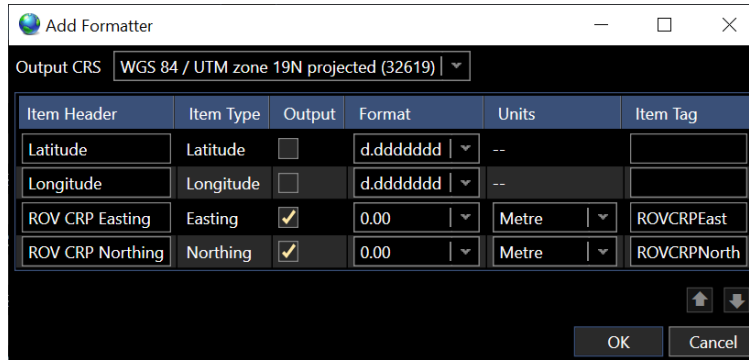 Add Formatter
Output CRS WGS 84 / UTM zone 19N projected (32619)
Item Header Item Type Output Format Units Item Tag
Latitude Latitude d.ddddddd --
Longitude Longitude d.ddddddd --
ROV CRP Easting Easting 0.00 Metre ROVCRPEast
ROV CRP Northing Northing 0.00 Metre ROVCRPNorth
OK Cancel